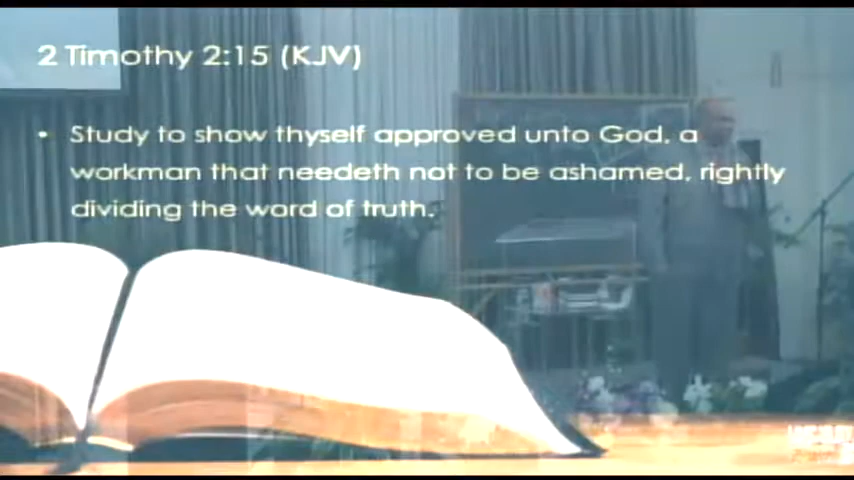 2 Timothy 2:15 (KJV)
• Study to show thyself approved unto God, a
workman that needeth not to be ashamed, rightly
dividing the word of truth.